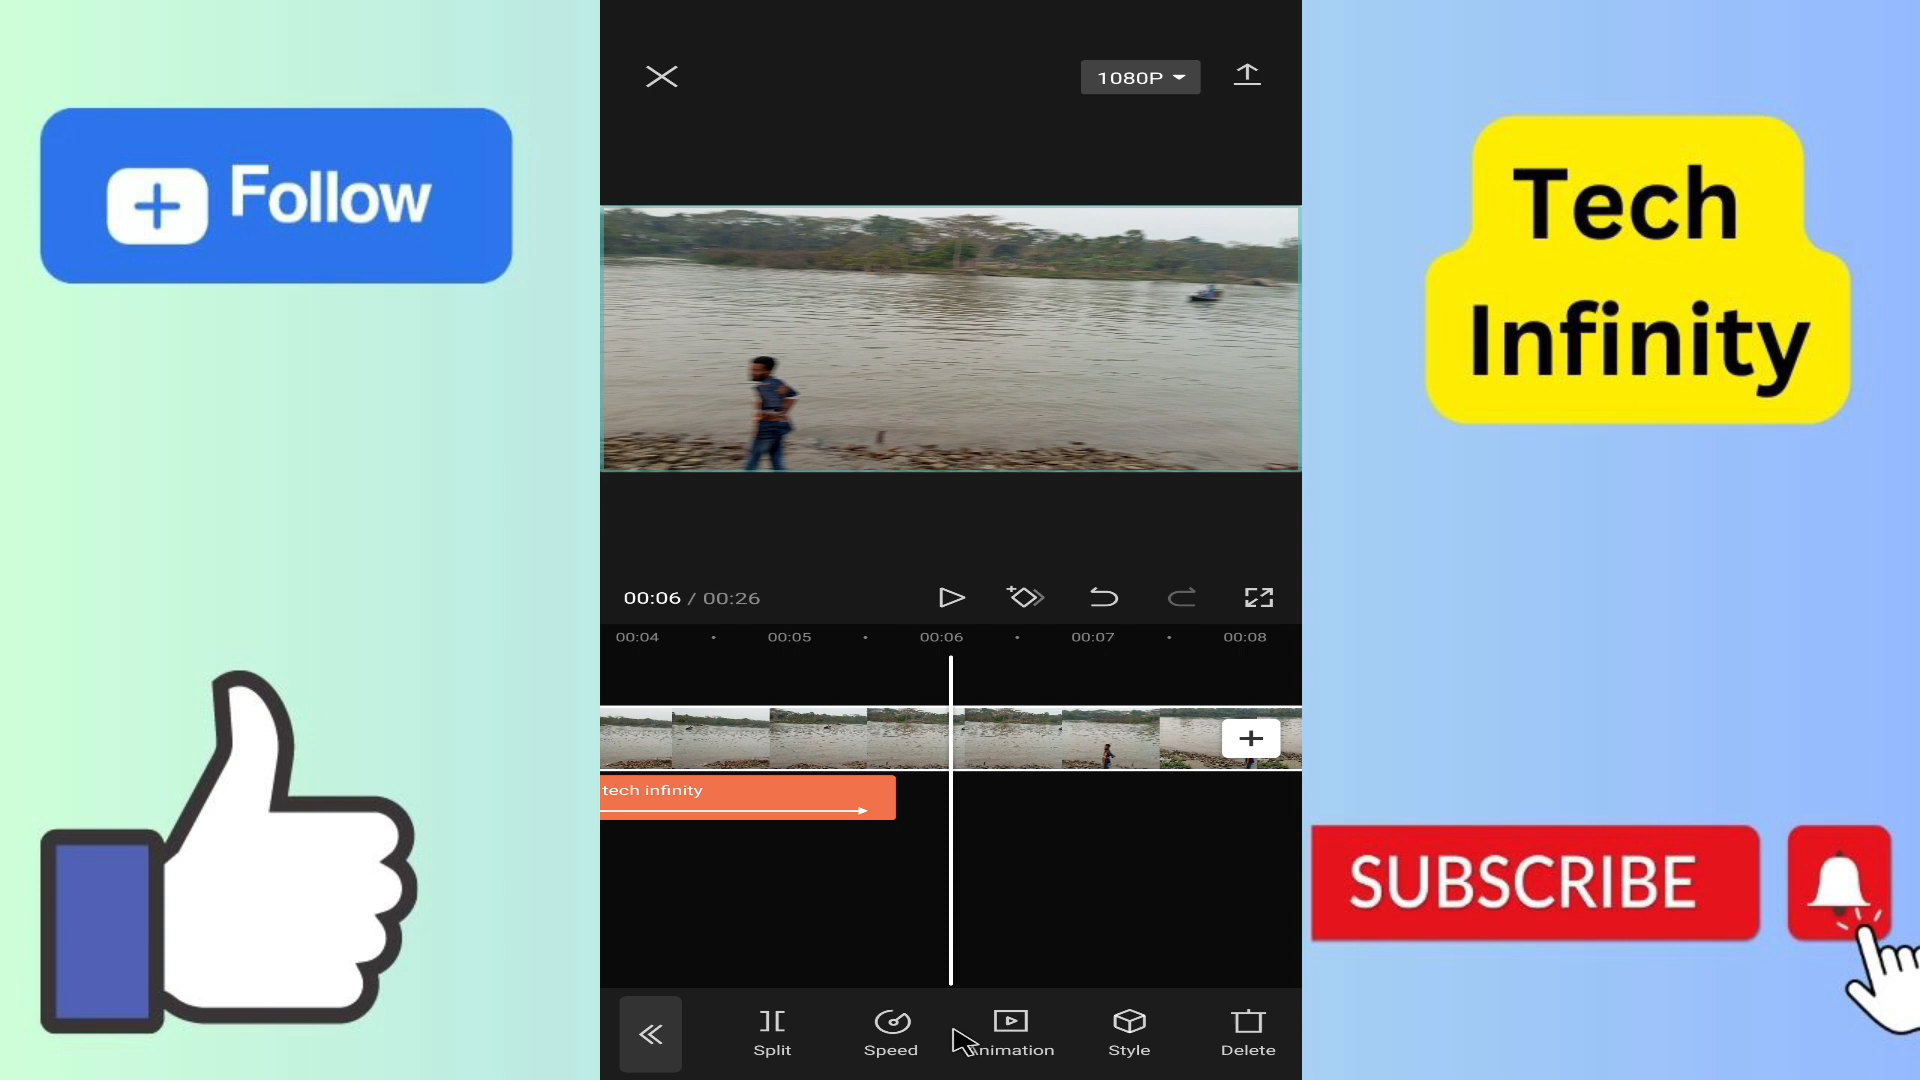 Follow
Tech
Infinity
1080P
00:06 / 00:26
00:04
00:05
00:06
00:07
00:08
tech infinity
SUBSCRIBE
Split
Speed
Animation
Style
Delete